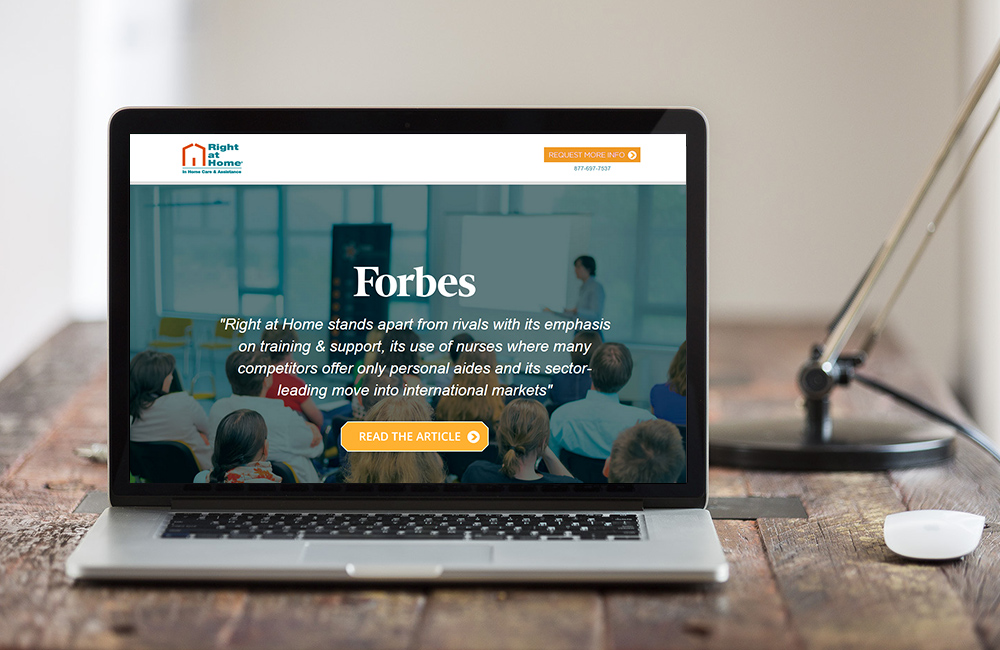 Right
at
Home®
In Home Care & Assistance
REQUEST MORE INFO
877-697-7537
Forbes
"Right at Home stands apart from rivals with its emphasis
on training & support, its use of nurses where many
competitors offer only personal aides and its sector-
leading move into international markets"
READ THE ARTICLE